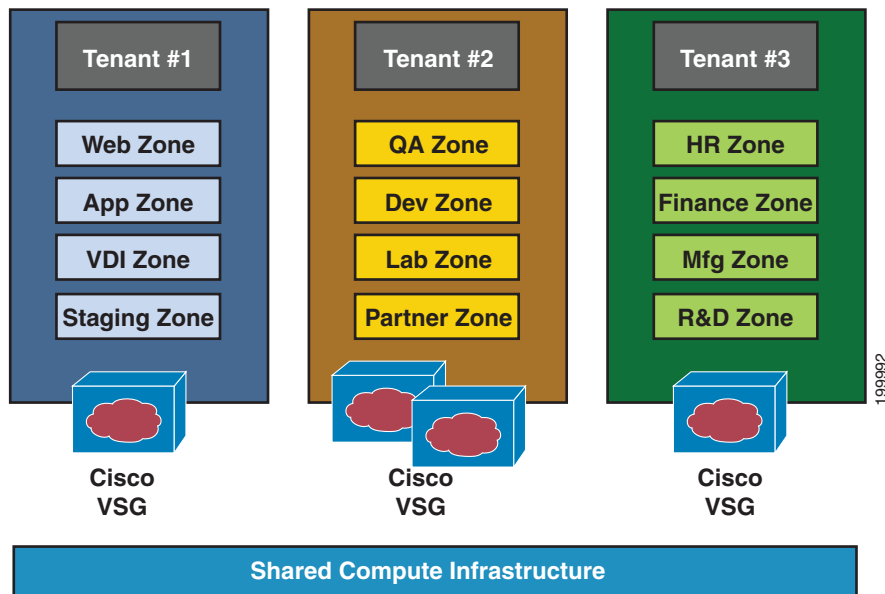 Tenant #1
Web Zone
App Zone
VDI Zone
Staging Zone
Cisco
VSG
Tenant #2
QA Zone
Dev Zone
Lab Zone
Partner Zone
Cisco
VSG
Tenant #3
HR Zone
Finance Zone
Mfg Zone
R&D Zone
Cisco
VSG
199992
Shared Compute Infrastructure